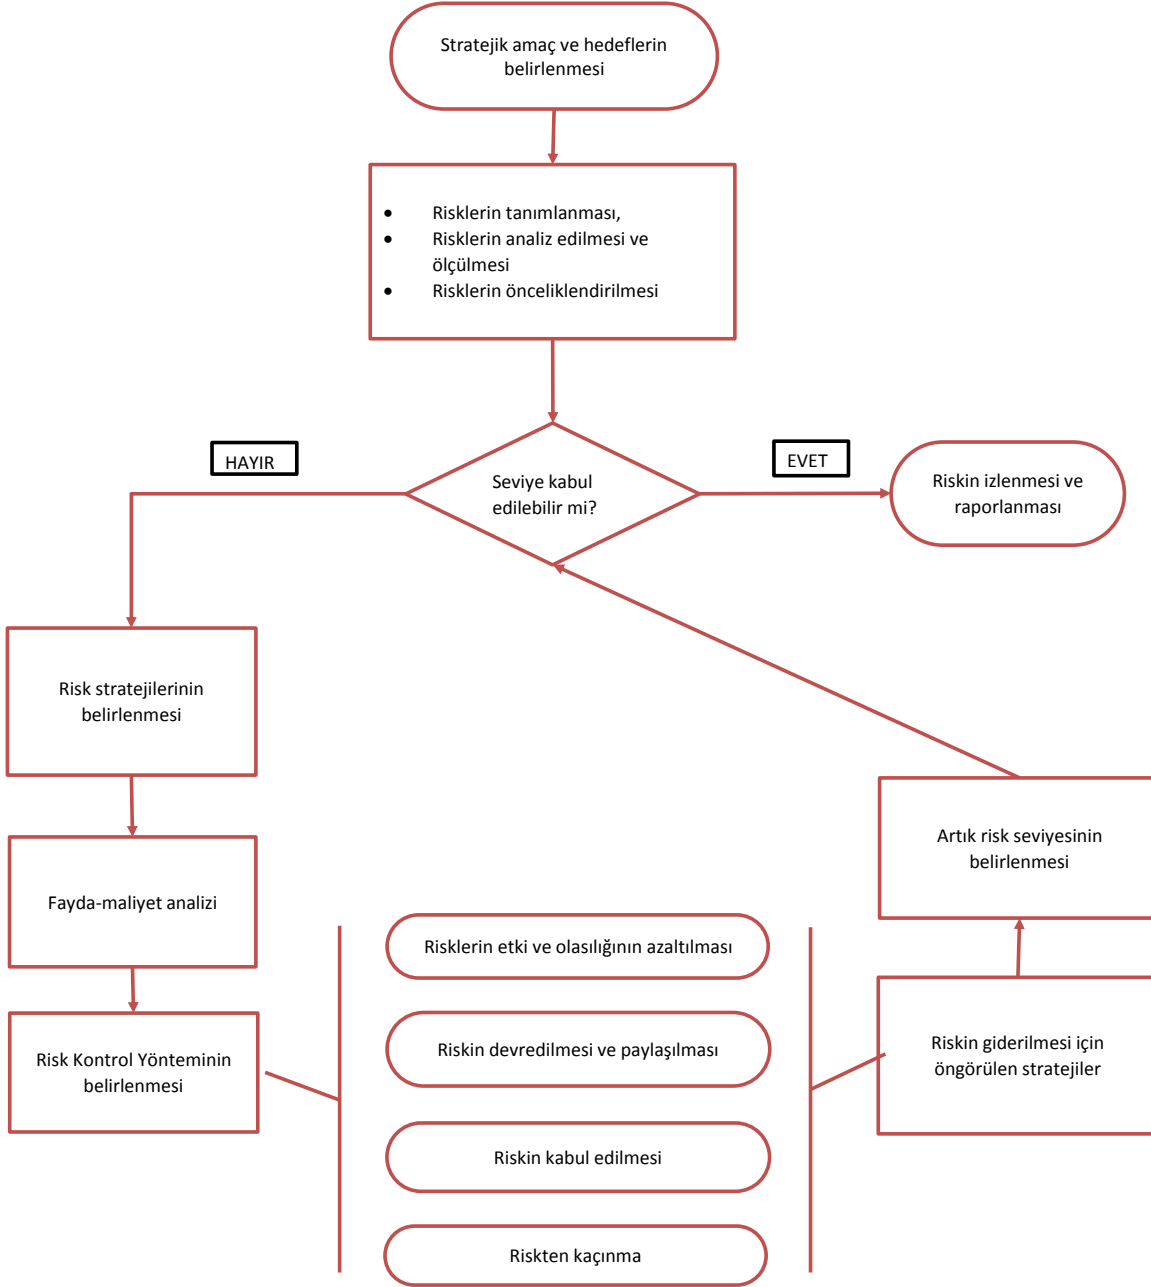 Stratejik amaç ve hedeflerin
belirlenmesi
• Risklerin tanımlanması,
• Risklerin analiz edilmesi ve
ölçülmesi
• Risklerin önceliklendirilmesi
HAYIR
EVET
Seviye kabul
edilebilir mi?
Riskin izlenmesi ve
raporlanması
Risk stratejilerinin
belirlenmesi
Fayda-maliyet analizi
Risk Kontrol Yönteminin
belirlenmesi
Risklerin etki ve olasılığının azaltılması
Riskin devredilmesi ve paylaşılması
Riskin kabul edilmesi
Riskten kaçınma
Artık risk seviyesinin
belirlenmesi
Riskin giderilmesi için
öngörülen stratejiler